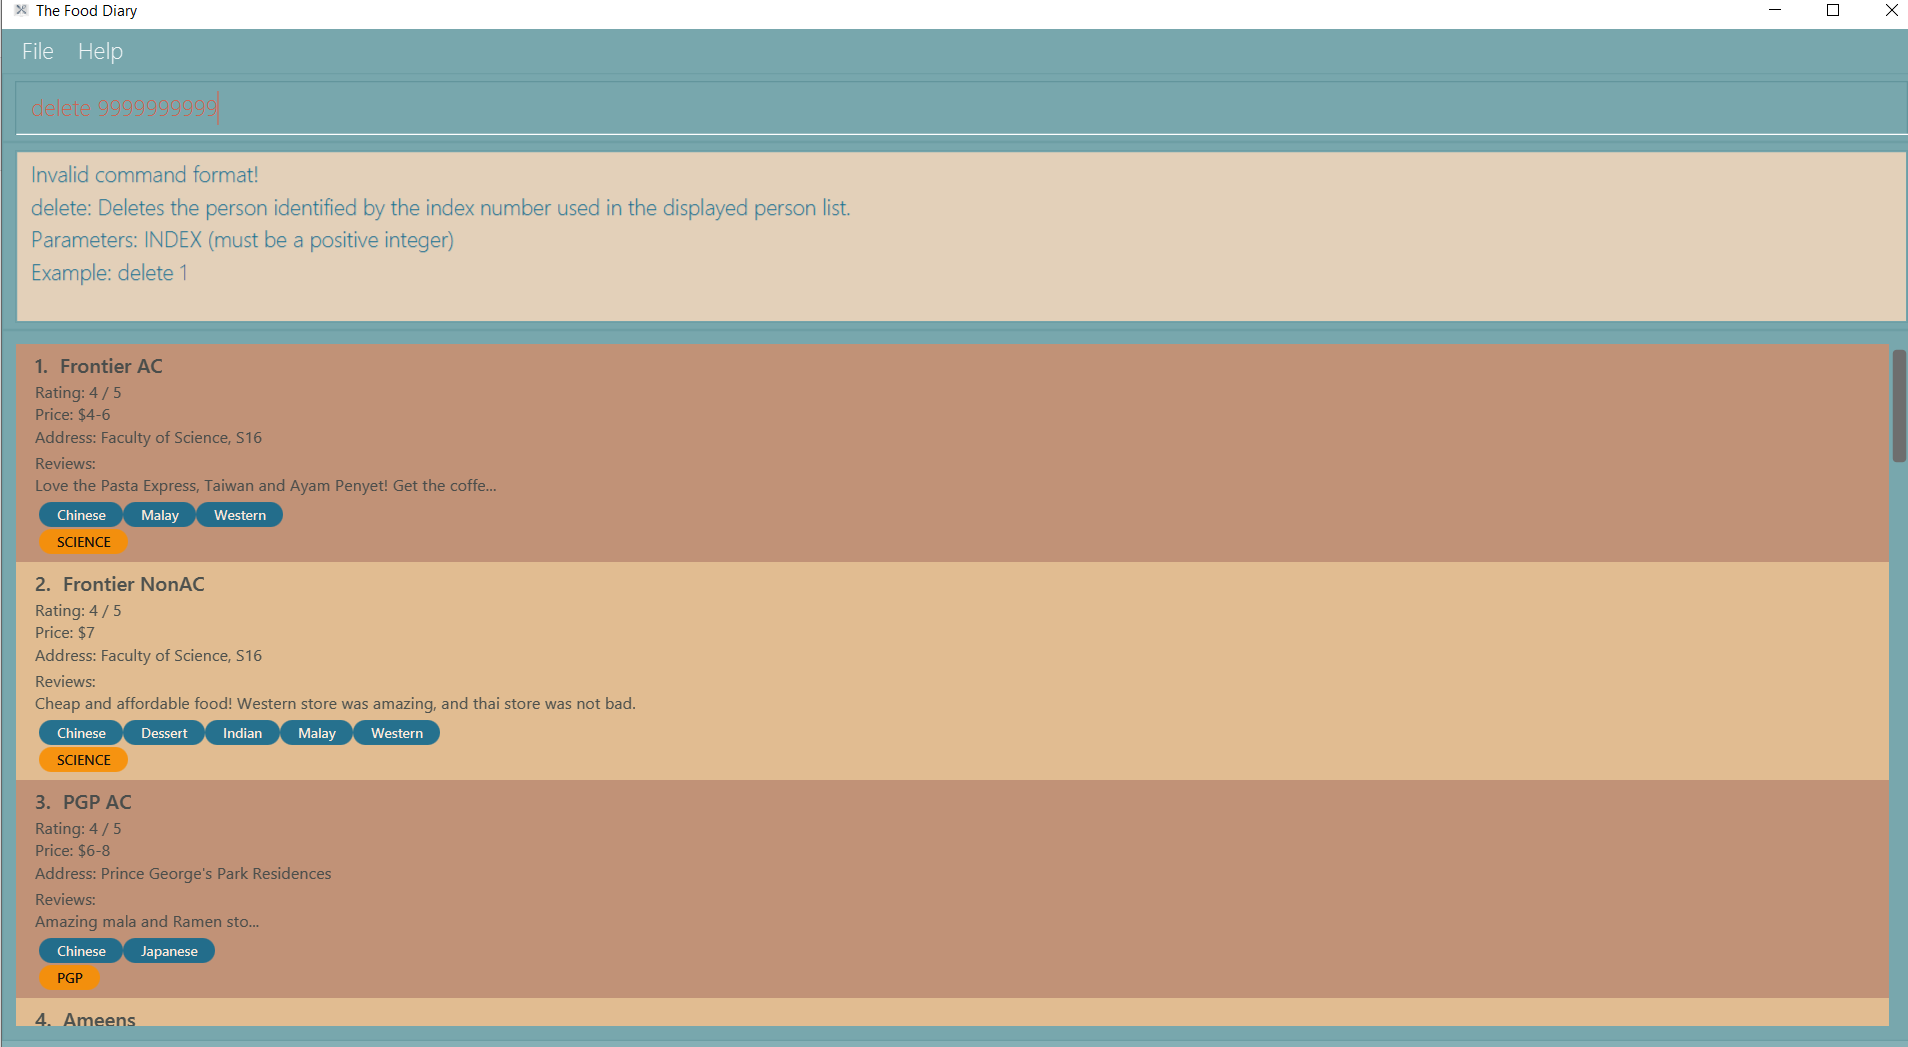 The Food Diary
File Help
delete 9999999999
Invalid command format!
delete: Deletes the person identified by the index number used in the displayed person list.
Parameters: INDEX (must be a positive integer)
Example: delete 1
1. Frontier AC
Rating: 4 / 5
Price: $4-6
Address: Faculty of Science, S16
Reviews:
Love the Pasta Express, Taiwan and Ayam Penyet! Get the coffe...
Chinese Malay Western
SCIENCE
2. Frontier NonAC
Rating: 4 / 5
Price: $7
Address: Faculty of Science, S16
Reviews:
Cheap and affordable food! Western store was amazing, and thai store was not bad.
Chinese Dessert Indian Malay Western
SCIENCE
3. PGP AC
Rating: 4 / 5
Price: $6-8
Address: Prince George's Park Residences
Reviews:
Amazing mala and Ramen sto...
Chinese Japanese
PGP
4. Ameens